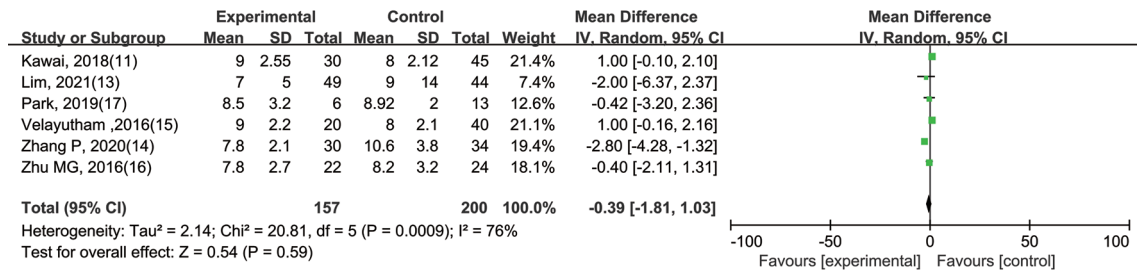 Experimental Control Mean Difference Mean Difference
Study or Subgroup Mean SD Total Mean SD Total Weight IV, Random, 95% CI IV, Random, 95% CI
Kawai, 2018(11) 9 2.55 30 8 2.12 45 21.4% 1.00 [-0.10, 2.10]
Lim, 2021(13) 7 5 49 9 14 44 7.4% -2.00 [-6.37, 2.37]
Park, 2019(17) 8.5 3.2 6 8.92 2 13 12.6% -0.42 [-3.20, 2.36]
Velayutham ,2016(15) 9 2.2 20 8 2.1 40 21.1% 1.00 [-0.16, 2.16]
Zhang P, 2020(14) 7.8 2.1 30 10.6 3.8 34 19.4% -2.80 [-4.28, -1.32]
Zhu MG, 2016(16) 7.8 2.7 22 8.2 3.2 24 18.1% -0.40 [-2.11, 1.31]
Total (95% CI) 157 200 100.0% -0.39 [-1.81, 1.03]
Heterogeneity: Tau² = 2.14; Chi² = 20.81, df = 5 (P = 0.0009); I² = 76%
Test for overall effect: Z = 0.54 (P = 0.59)
-100 -50 0 50 100
Favours [experimental] Favours [control]